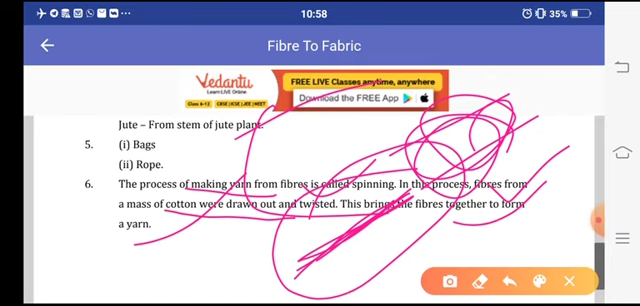 10:58
35%
Fibre To Fabric
Vedantu
Learn LIVE Online
Class 6-12 CBSE | ICSE | JEE | NEET
FREE LIVE Classes anytime, anywhere
Download the FREE App
Jute – From stem of jute plant.
5. (i) Bags
(ii) Rope.
6. The process of making yarn from fibres is called spinning. In this process, fibres from
a mass of cotton were drawn out and twisted. This brings the fibres together to form
a yarn.